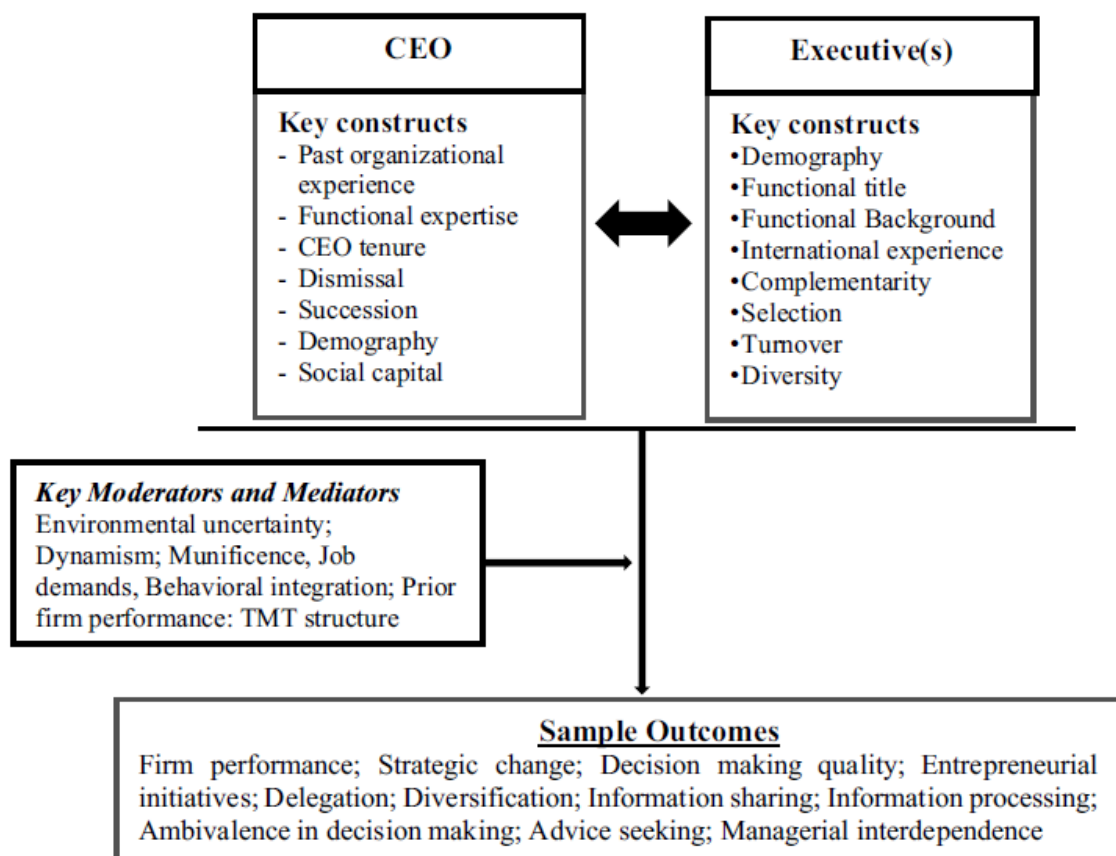 CEO
Key constructs
- Past organizational
experience
- Functional expertise
- CEO tenure
- Dismissal
- Succession
- Demography
- Social capital
Executive(s)
Key constructs
•Demography
•Functional title
•Functional Background
•International experience
•Complementarity
•Selection
•Turnover
•Diversity
Key Moderators and Mediators
Environmental uncertainty;
Dynamism; Munificence, Job
demands, Behavioral integration; Prior
firm performance: TMT structure
Sample Outcomes
Firm performance; Strategic change; Decision making quality; Entrepreneurial
initiatives; Delegation; Diversification; Information sharing; Information processing;
Ambivalence in decision making; Advice seeking; Managerial interdependence